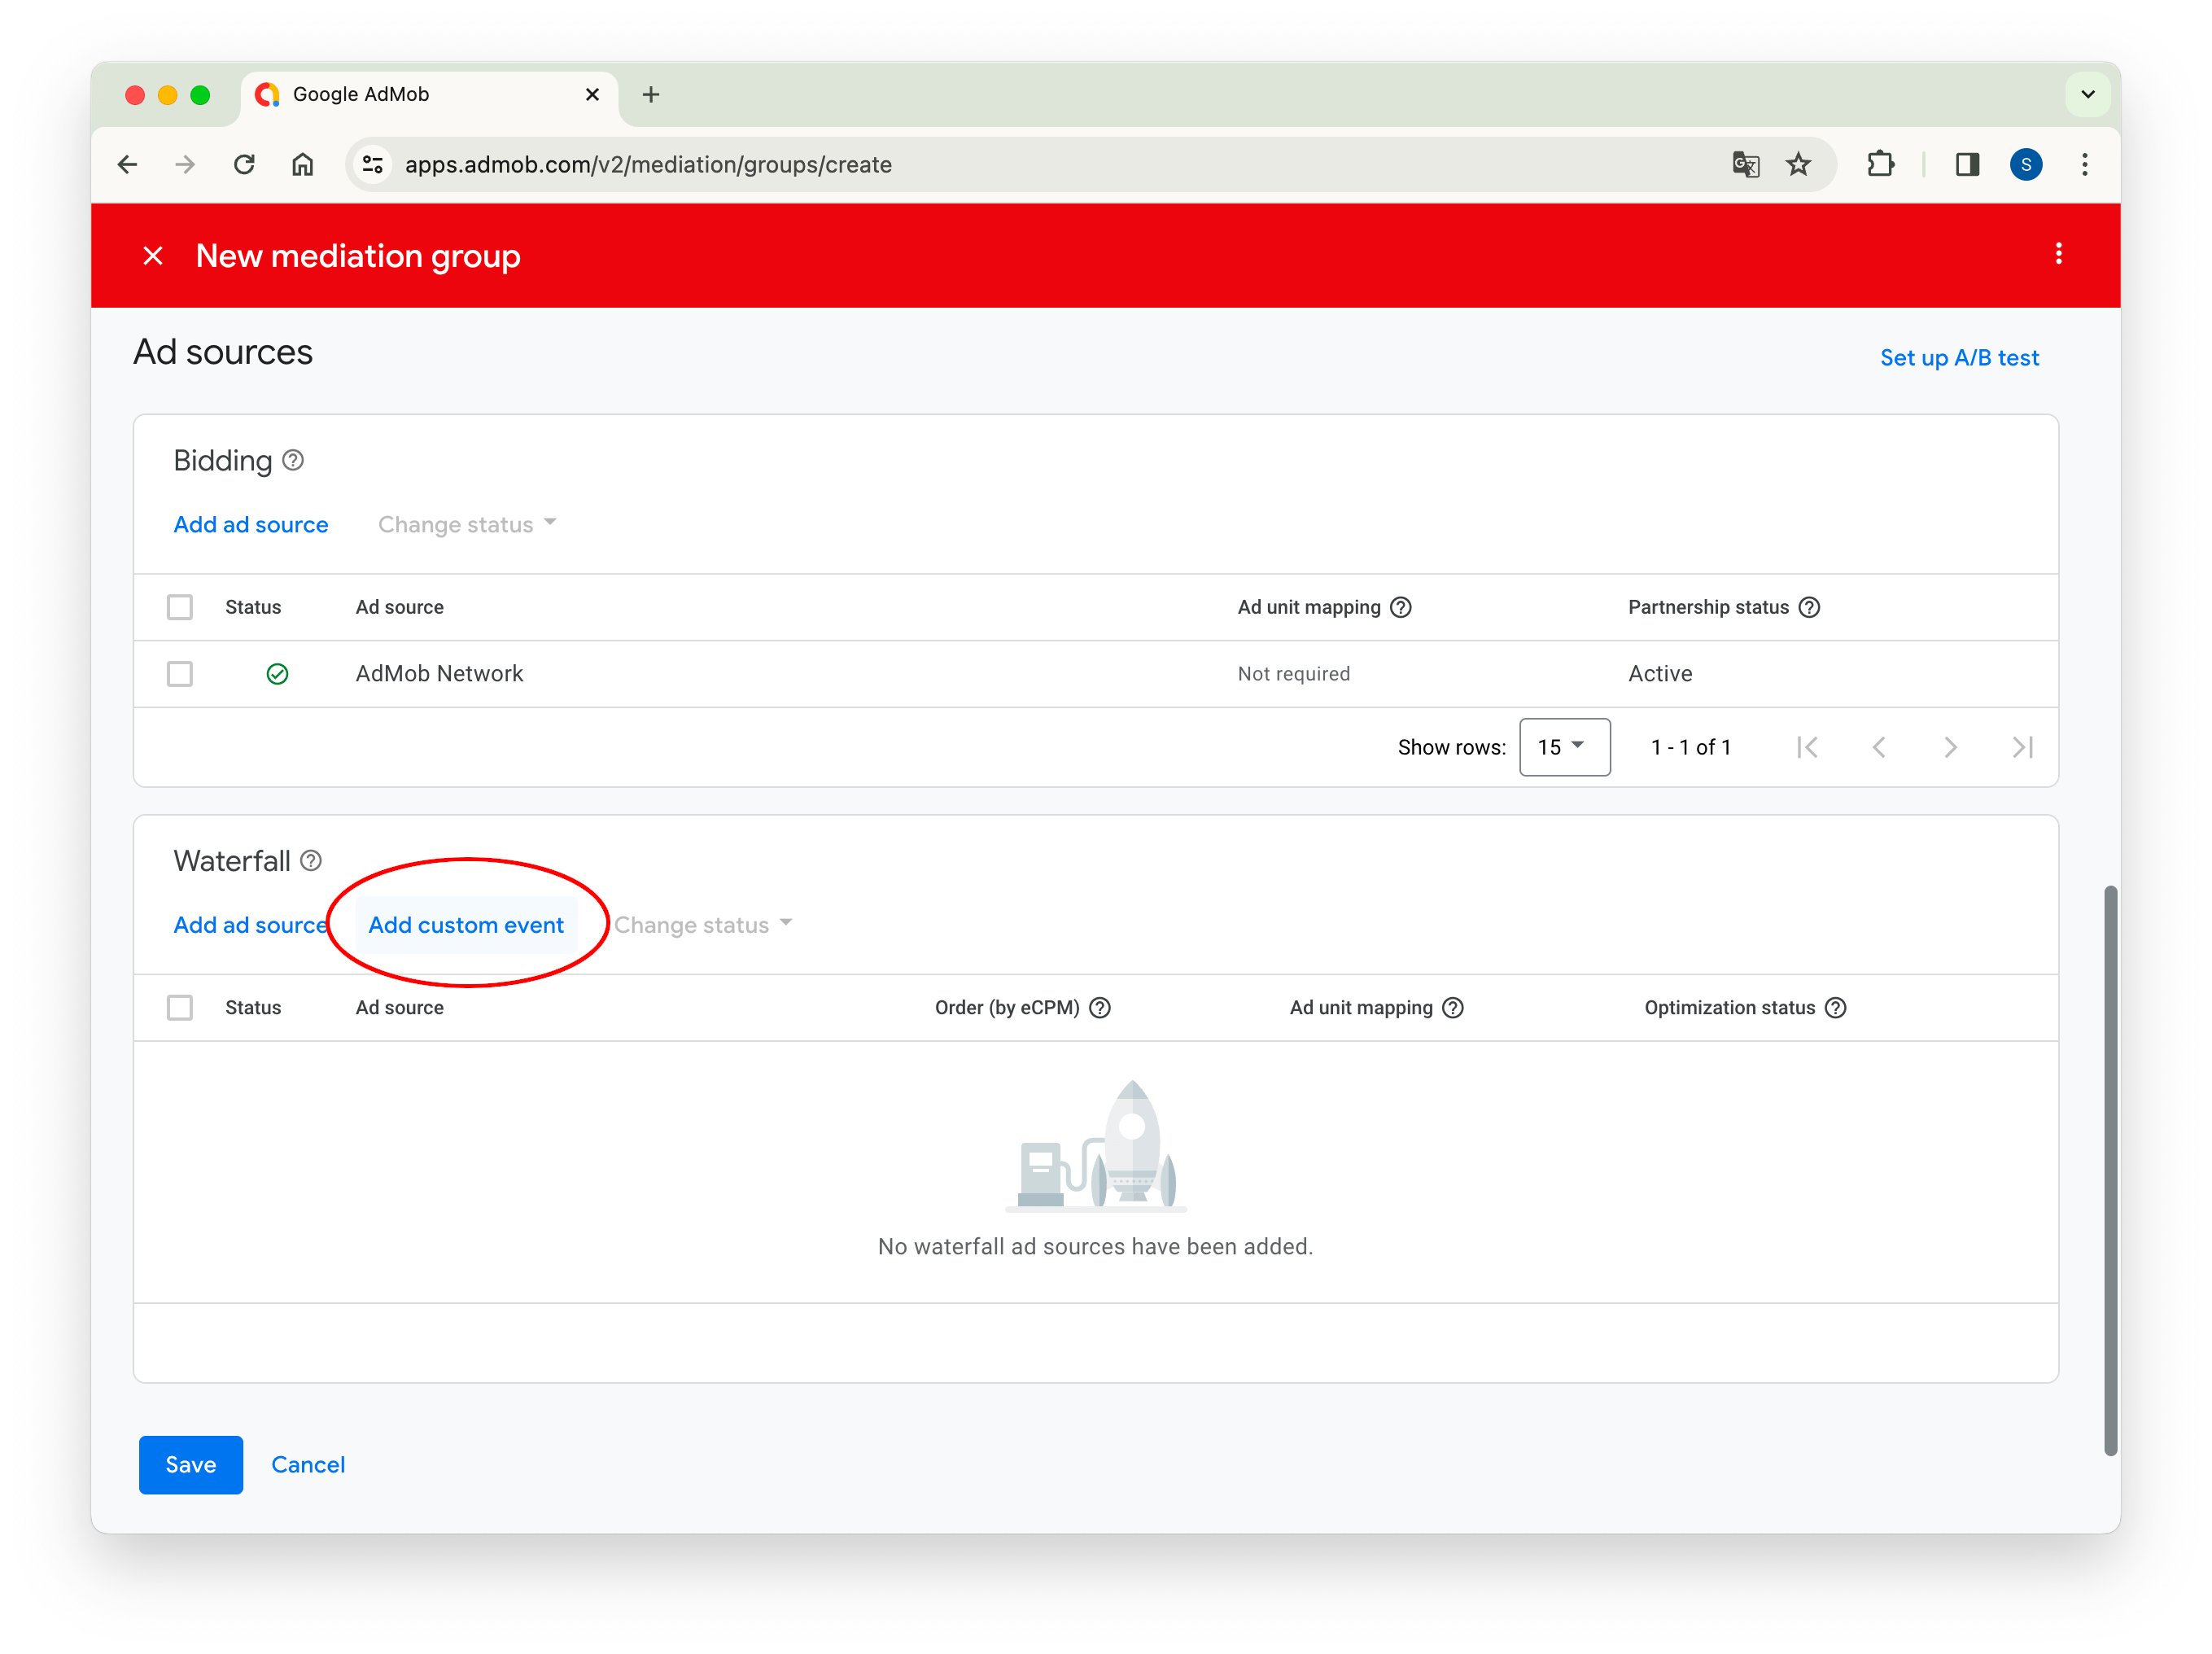 Google AdMob
apps.admob.com/v2/mediation/groups/create
S
New mediation group
Ad sources
Set up A/B test
Bidding
Add ad source Change status
Status Ad source Ad unit mapping Partnership status
AdMob Network Not required Active
Show rows: 15 1 - 1 of 1
Waterfall
Add ad source Add custom event Change status
Status Ad source Order (by eCPM) Ad unit mapping Optimization status
No waterfall ad sources have been added.
Save Cancel